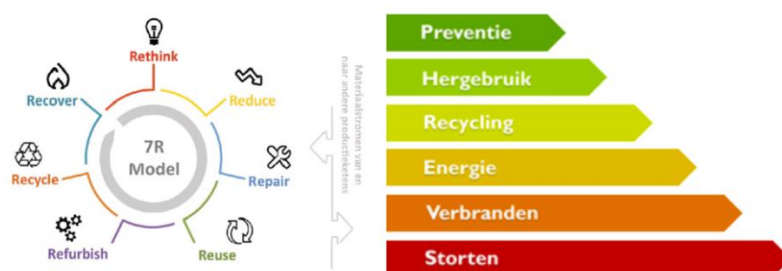 Rethink
Reduce
Repair
Reuse
Refurbish
Recycle
Recover
7R
Model
Materiaalstromen van en
naar andere productieketens
Preventie
Hergebruik
Recycling
Energie
Verbranden
Storten